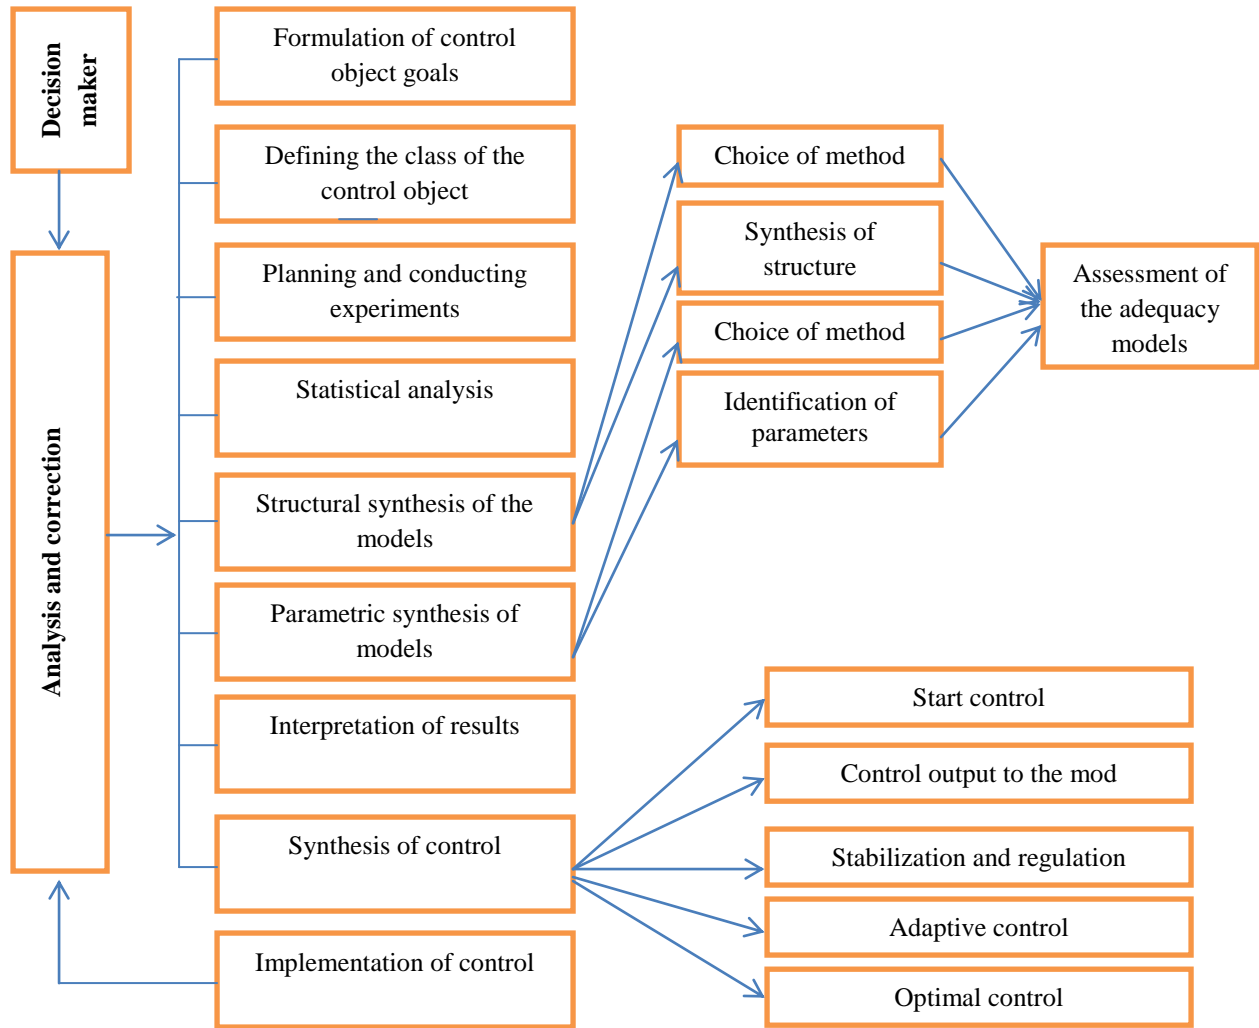 Decision
maker
Analysis and correction
Formulation of control
object goals
Defining the class of the
control object
Planning and conducting
experiments
Statistical analysis
Structural synthesis of the
models
Parametric synthesis of
models
Interpretation of results
Synthesis of control
Implementation of control
Choice of method
Synthesis of
structure
Choice of method
Identification of
parameters
Assessment of
the adequacy
models
Start control
Control output to the mod
Stabilization and regulation
Adaptive control
Optimal control